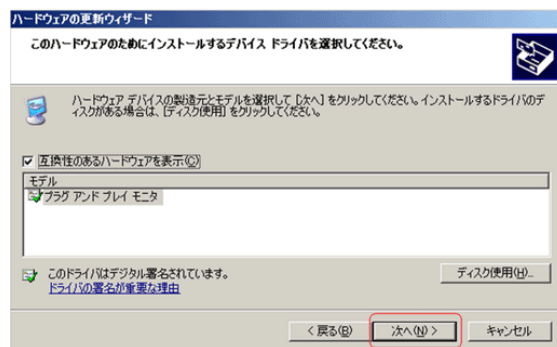 ハードウェアの更新ウィザード
このハードウェアのためにインストールするデバイス ドライバを選択してください。
ハードウェア デバイスの製造元とモデルを選択して [次へ] をクリックしてください。インストールするドライバのデ
ィスクがある場合は、[ディスク使用] をクリックしてください。
互換性のあるハードウェアを表示(C)
モデル
プラグ アンド プレイ モニタ
このドライバはデジタル署名されています。
ディスク使用(H)...
ドライバの署名が重要な理由
< 戻る(B)
次へ(N) >
キャンセル